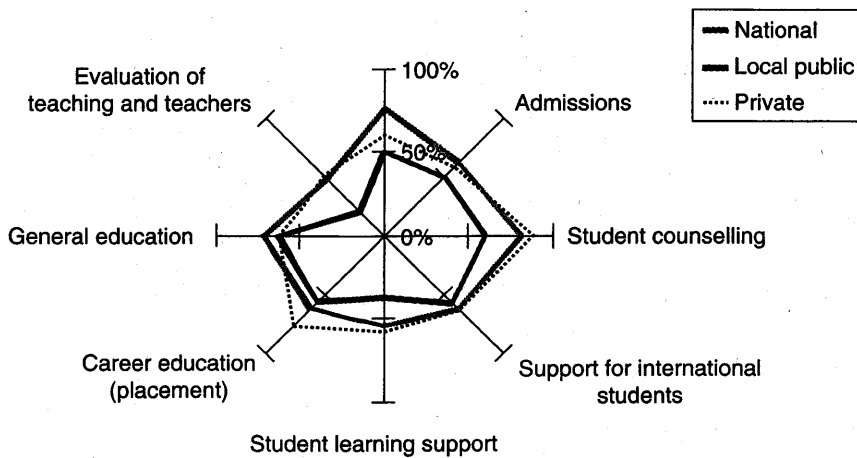 National
Local public
Private
100%
50%
0%
Admissions
Student counselling
Support for international
students
Student learning support
Career education
(placement)
General education
Evaluation of
teaching and teachers